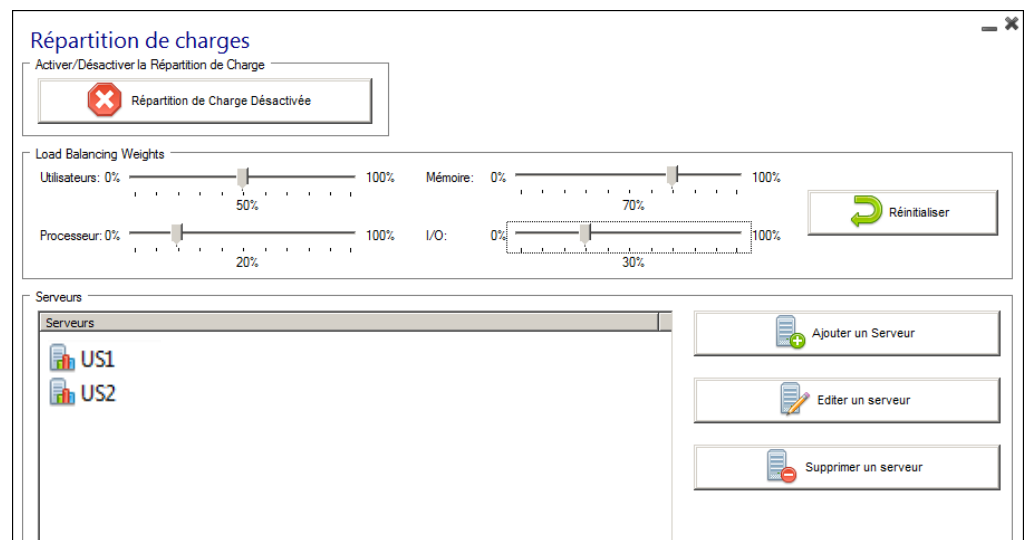 Répartition de charges
Activer/Désactiver la Répartition de Charge
Répartition de Charge Désactivée
Load Balancing Weights
Utilisateurs: 0% 100% Mémoire: 0% 100%
50% 70%
Réinitialiser
Processeur: 0% 100% I/O: 0% 100%
20% 30%
Serveurs
Serveurs
US1
US2
Ajouter un Serveur
Editer un serveur
Supprimer un serveur